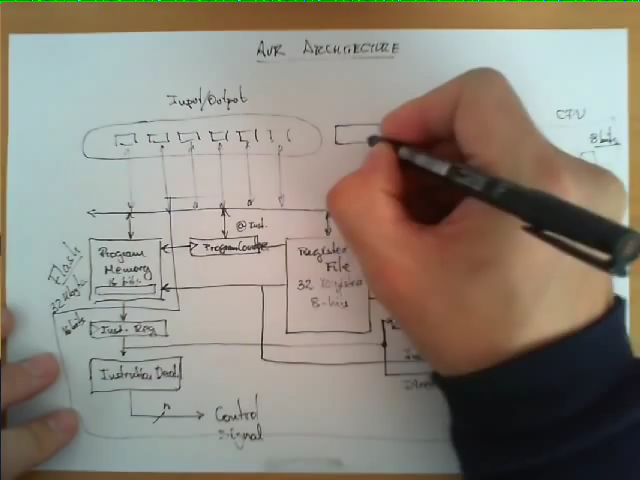 AVR ARCHITECTURE
Input/Output
CPU
8 bits
@Inst.
Program
Memory
16 bits
Program Counter
Register
File
32 Register
8-bits
Flash
16 bits
Inst. Reg
Instruction Decod.
n
Control
Signal